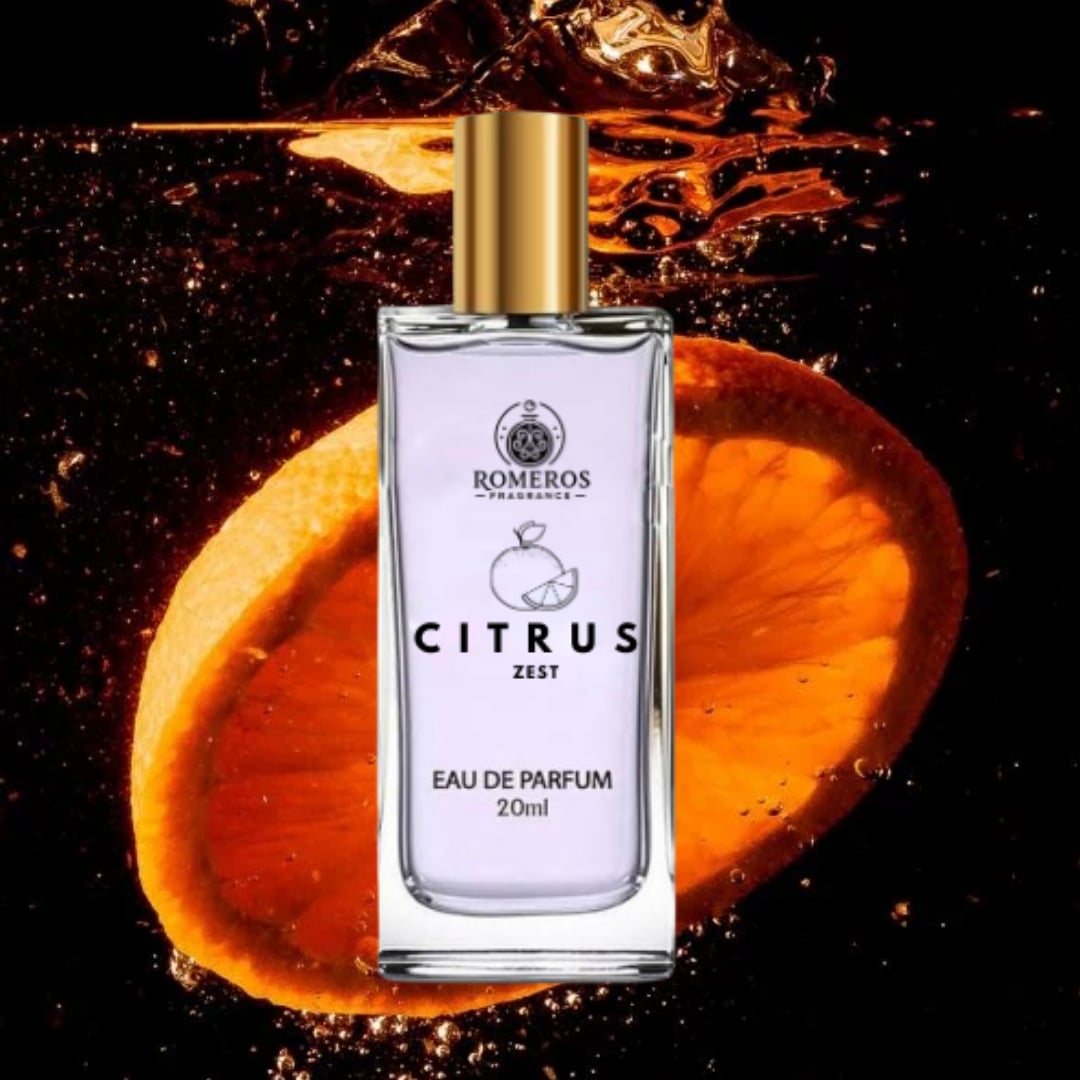 ROMEROS
FRAGRANCE
CITRUS
ZEST
EAU DE PARFUM
20ml